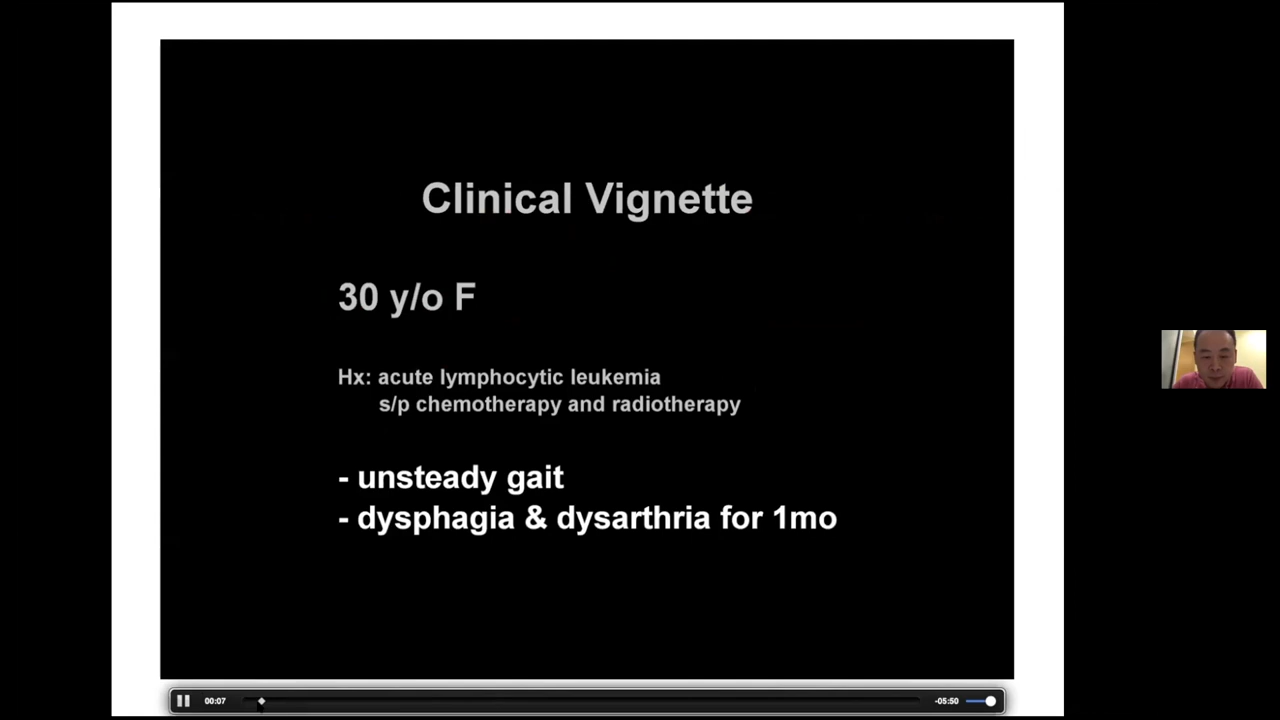 Clinical Vignette
30 y/o F
Hx: acute lymphocytic leukemia
s/p chemotherapy and radiotherapy
- unsteady gait
- dysphagia & dysarthria for 1mo
00:07
-05:50